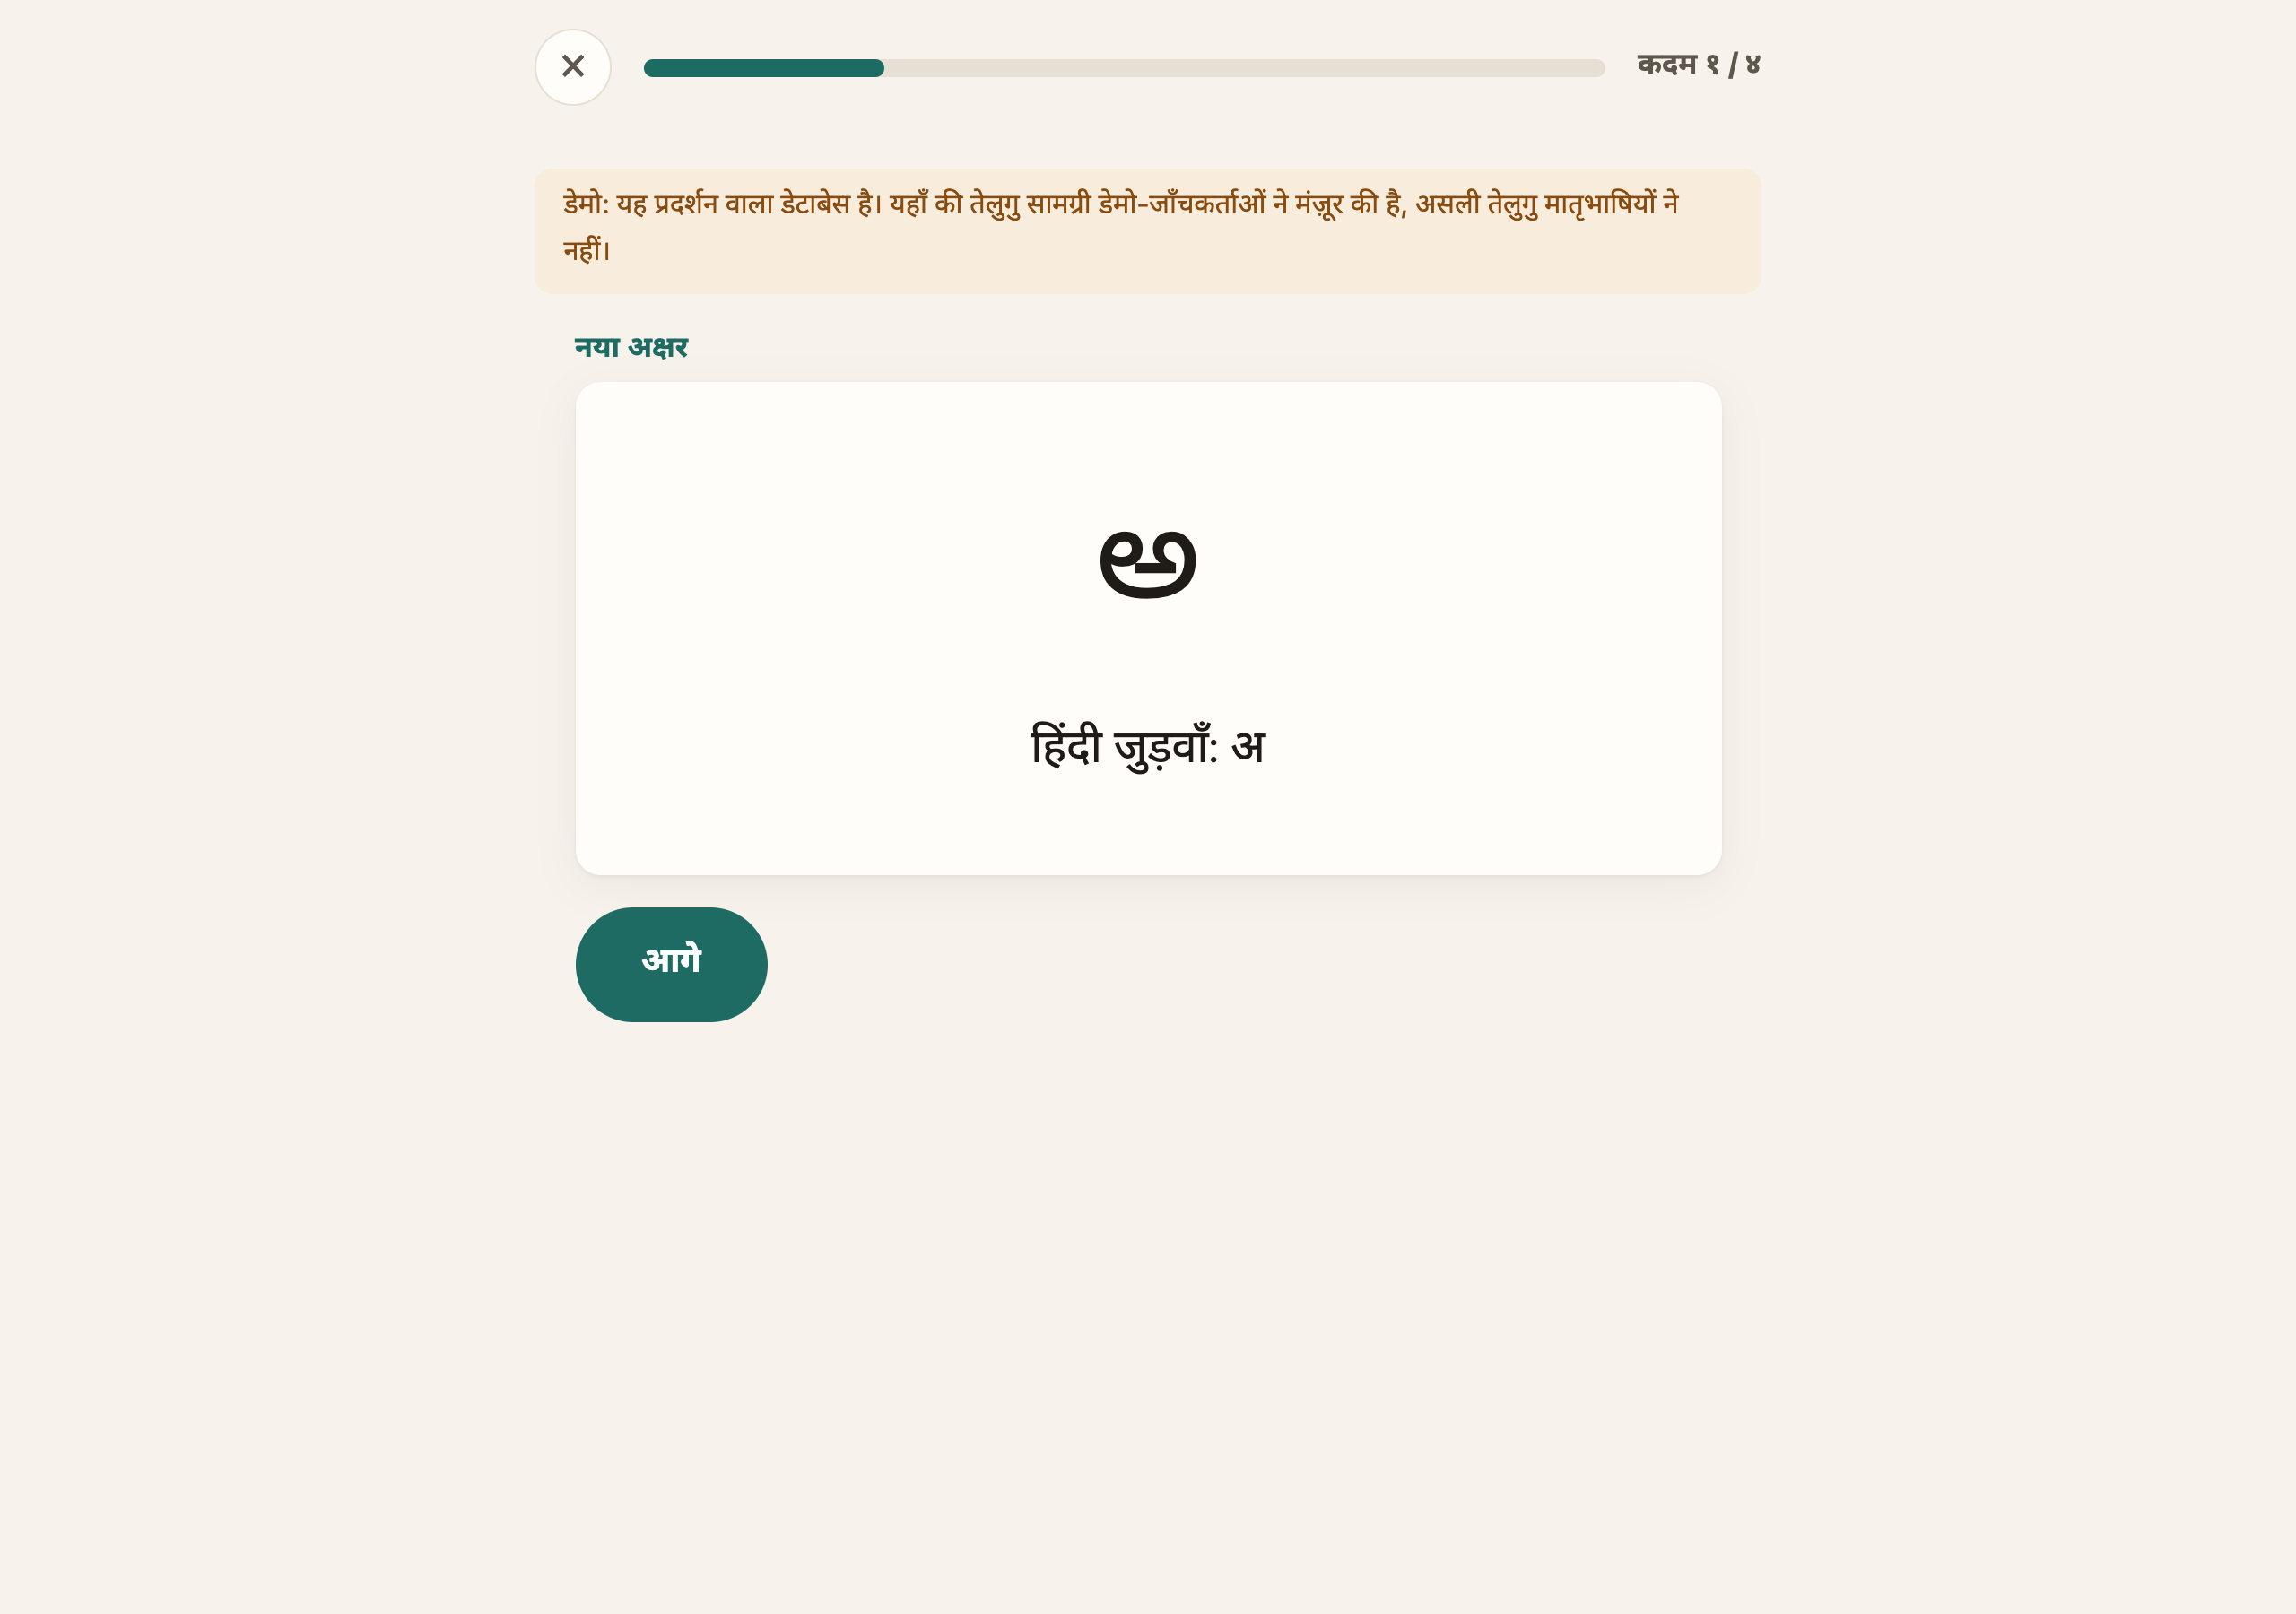 ×
कदम १ / ४
डेमो: यह प्रदर्शन वाला डेटाबेस है। यहाँ की तेलुगु सामग्री डेमो-जाँचकर्ताओं ने मंज़ूर की है, असली तेलुगु मातृभाषियों ने
नहीं।
नया अक्षर
అ
हिंदी जुड़वाँ: अ
आगे